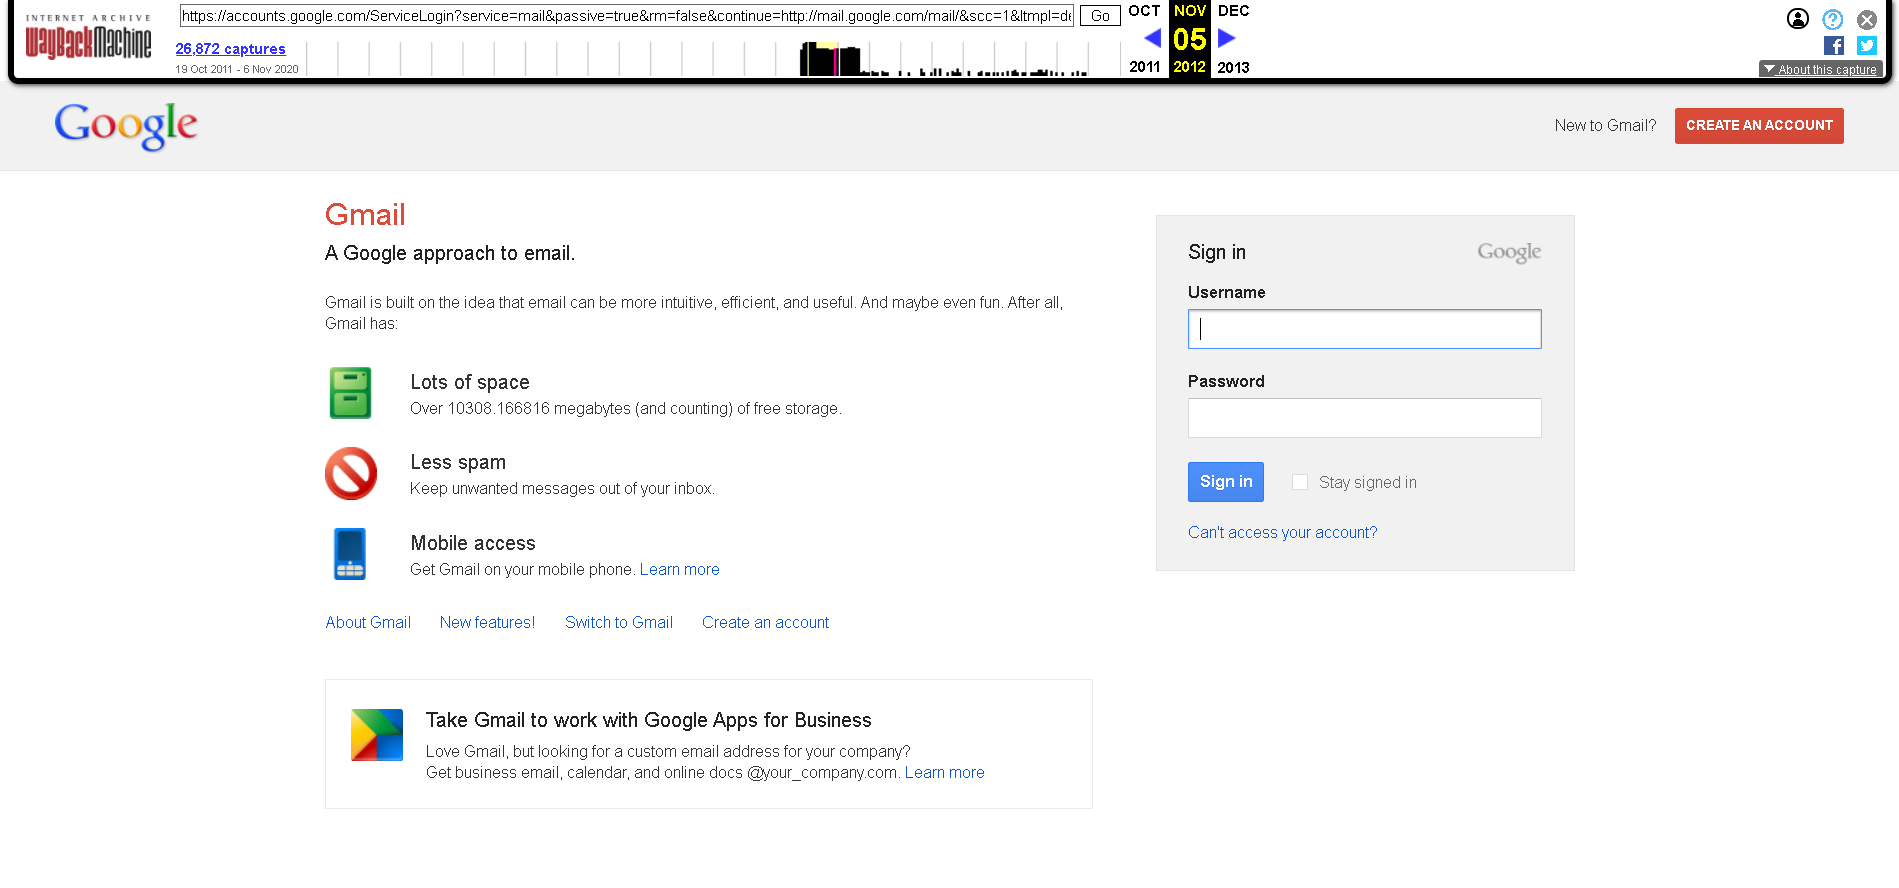 INTERNET ARCHIVE
WayBackMachine
https://accounts.google.com/ServiceLogin?service=mail&passive=true&rm=false&continue=http://mail.google.com/mail/&scc=1&ltmpl=de
Go
26,872 captures
19 Oct 2011 - 6 Nov 2020
OCT NOV DEC
05
2011 2012 2013
About this capture
Google
New to Gmail? CREATE AN ACCOUNT
Gmail
A Google approach to email.
Gmail is built on the idea that email can be more intuitive, efficient, and useful. And maybe even fun. After all,
Gmail has:
Lots of space
Over 10308.166816 megabytes (and counting) of free storage.
Less spam
Keep unwanted messages out of your inbox.
Mobile access
Get Gmail on your mobile phone. Learn more
About Gmail New features! Switch to Gmail Create an account
Take Gmail to work with Google Apps for Business
Love Gmail, but looking for a custom email address for your company?
Get business email, calendar, and online docs @your_company.com. Learn more
Sign in Google
Username
Password
Sign in Stay signed in
Can't access your account?